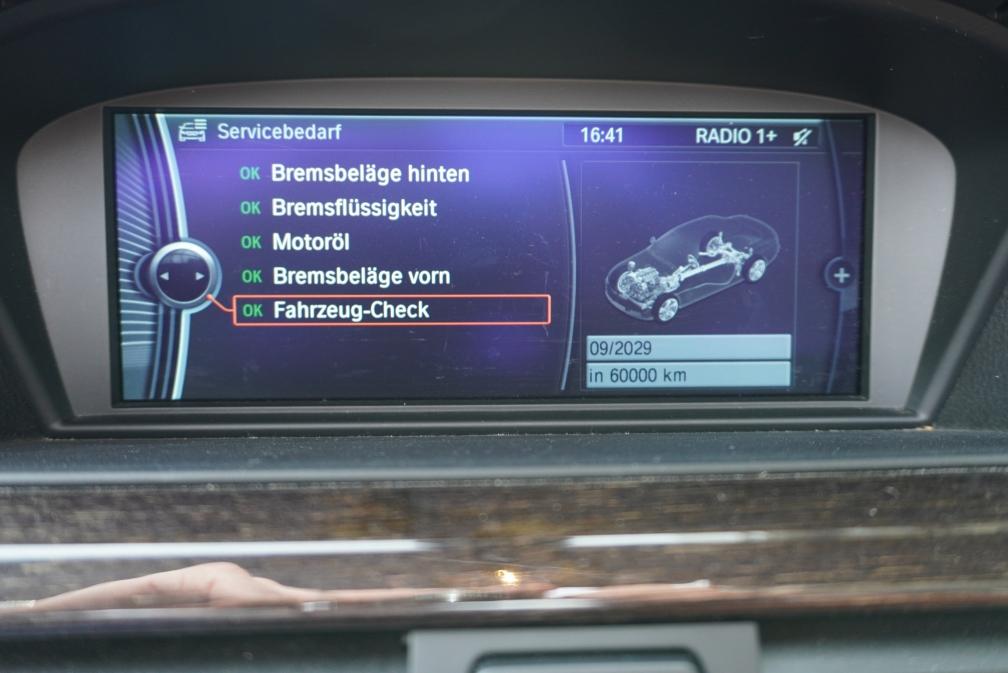 Servicebedarf
16:41
RADIO 1+
OK Bremsbeläge hinten
OK Bremsflüssigkeit
OK Motoröl
OK Bremsbeläge vorn
OK Fahrzeug-Check
09/2029
in 60000 km